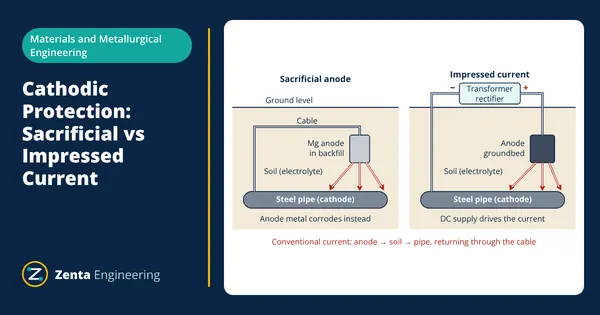 Materials and Metallurgical
Engineering
Cathodic
Protection:
Sacrificial vs
Impressed
Current
Zenta Engineering
Sacrificial anode
Ground level
Cable
Mg anode
in backfill
Soil (electrolyte)
Steel pipe (cathode)
Anode metal corrodes instead
Impressed current
− Transformer +
rectifier
Anode
groundbed
Soil (electrolyte)
Steel pipe (cathode)
DC supply drives the current
Conventional current: anode → soil → pipe, returning through the cable